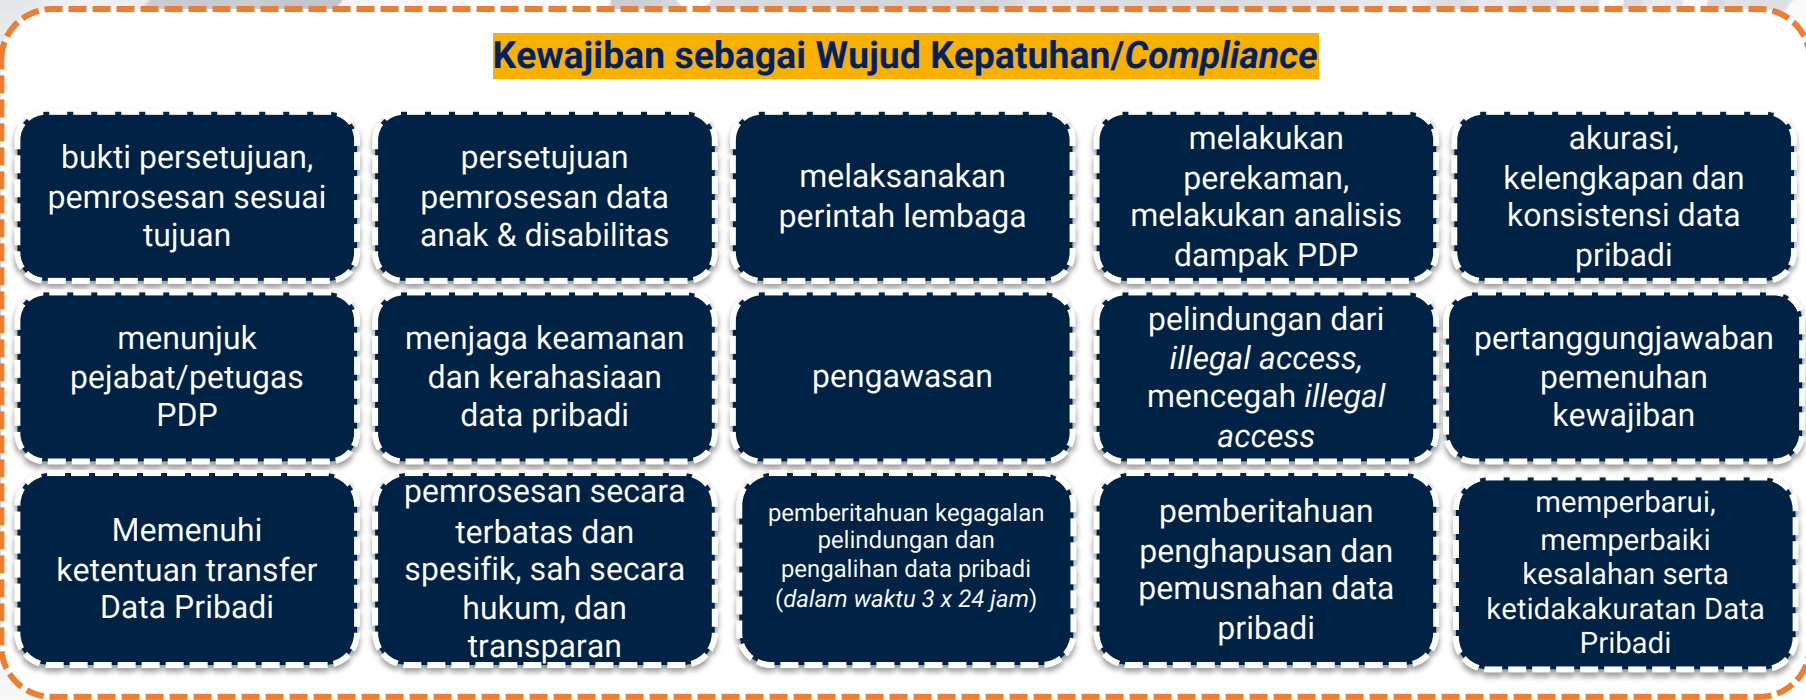 Kewajiban sebagai Wujud Kepatuhan/Compliance
bukti persetujuan,
pemrosesan sesuai
tujuan
persetujuan
pemrosesan data
anak & disabilitas
melaksanakan
perintah lembaga
melakukan
perekaman,
melakukan analisis
dampak PDP
akurasi,
kelengkapan dan
konsistensi data
pribadi
menunjuk
pejabat/petugas
PDP
menjaga keamanan
dan kerahasiaan
data pribadi
pengawasan
pelindungan dari
illegal access,
mencegah illegal
access
pertanggungjawaban
pemenuhan
kewajiban
Memenuhi
ketentuan transfer
Data Pribadi
pemrosesan secara
terbatas dan
spesifik, sah secara
hukum, dan
transparan
pemberitahuan kegagalan
pelindungan dan
pengalihan data pribadi
(dalam waktu 3 x 24 jam)
pemberitahuan
penghapusan dan
pemusnahan data
pribadi
memperbarui,
memperbaiki
kesalahan serta
ketidakakuratan Data
Pribadi